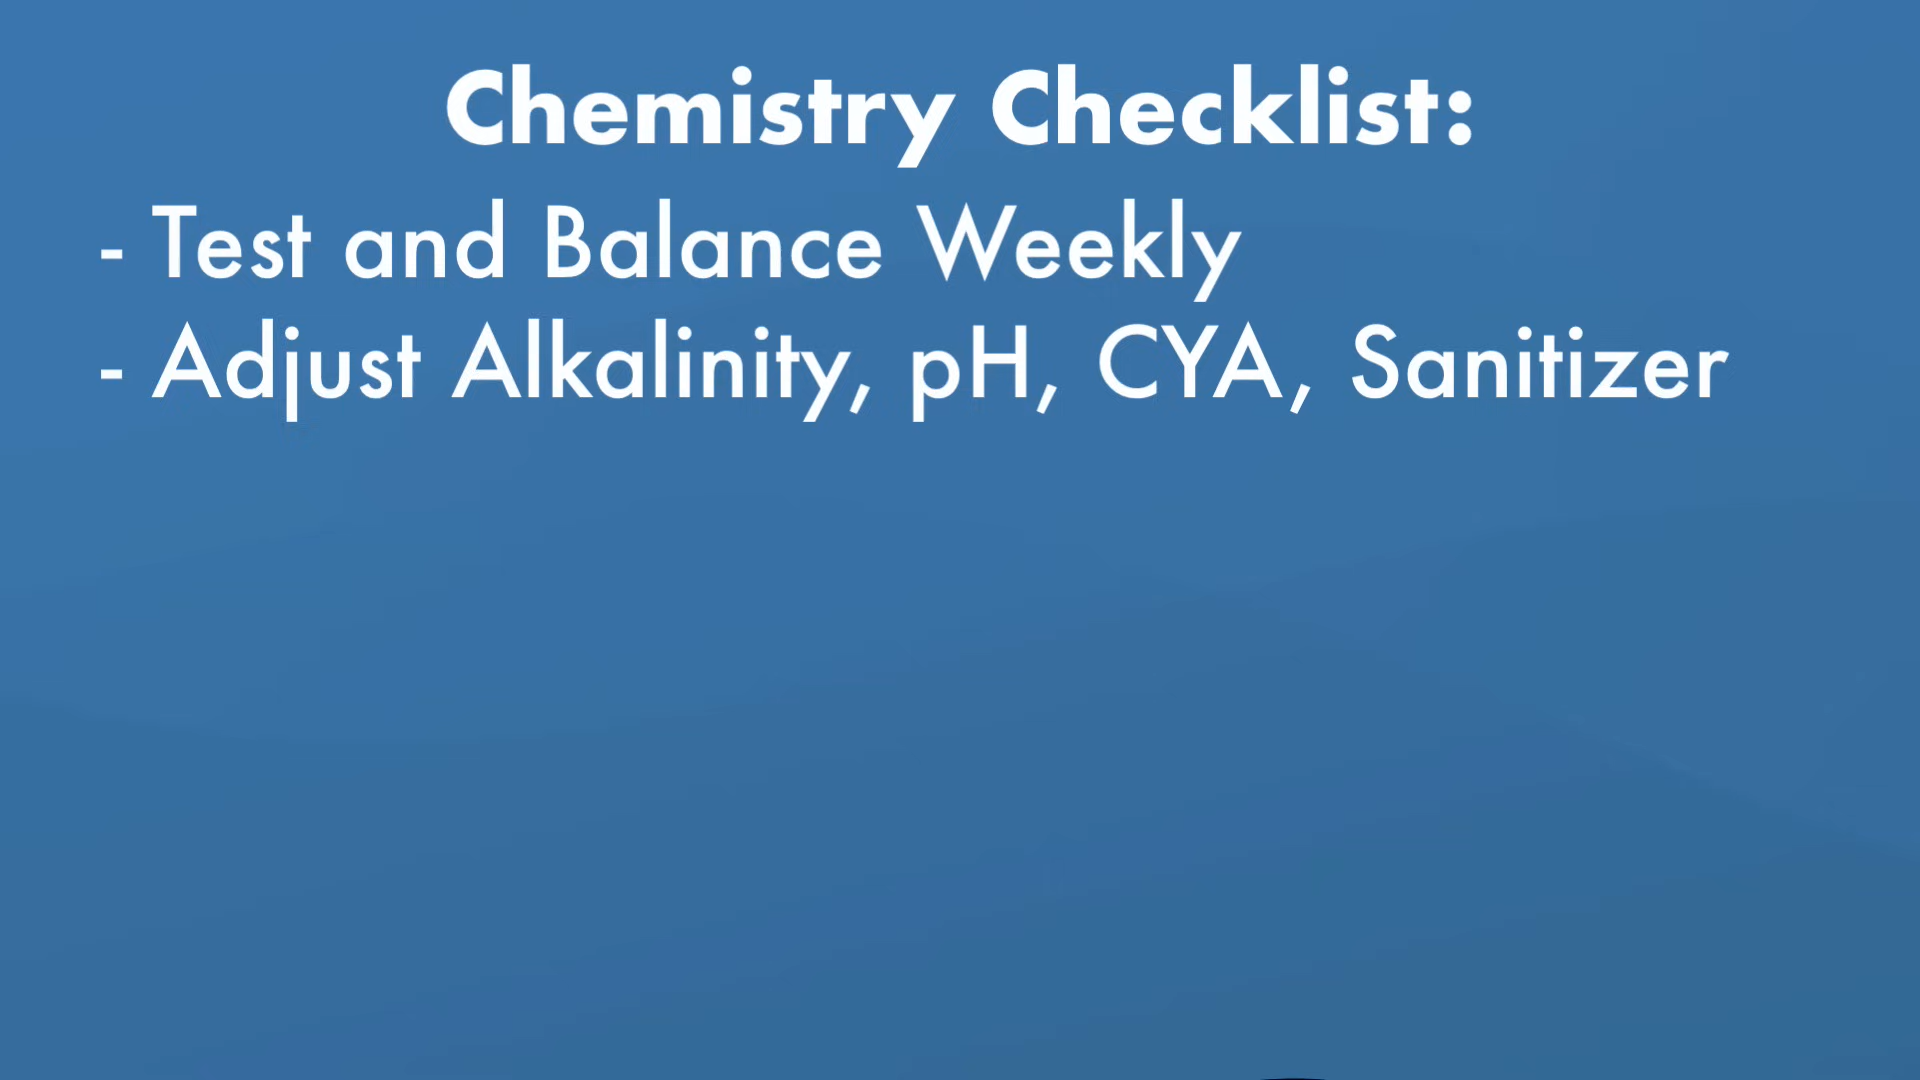 Chemistry Checklist:
- Test and Balance Weekly
- Adjust Alkalinity, pH, CYA, Sanitizer